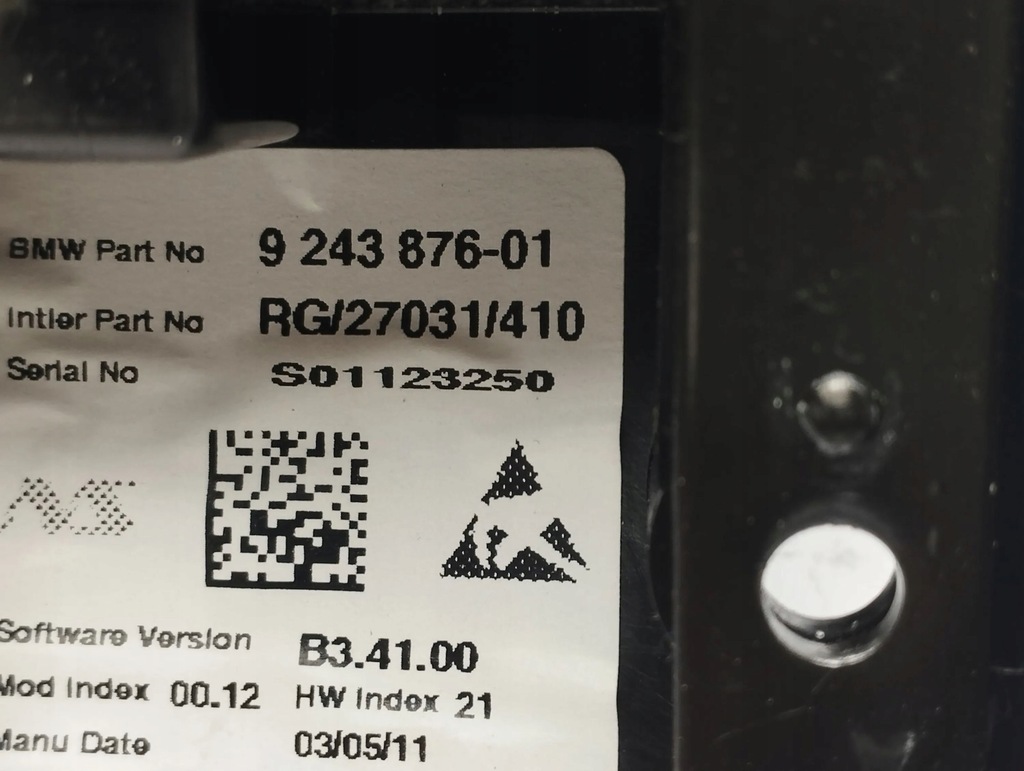 BMW Part No 9 243 876-01
Intier Part No RG/27031/410
Serial No S01123250
Software Version B3.41.00
Mod Index 00.12 HW Index 21
Manu Date 03/05/11